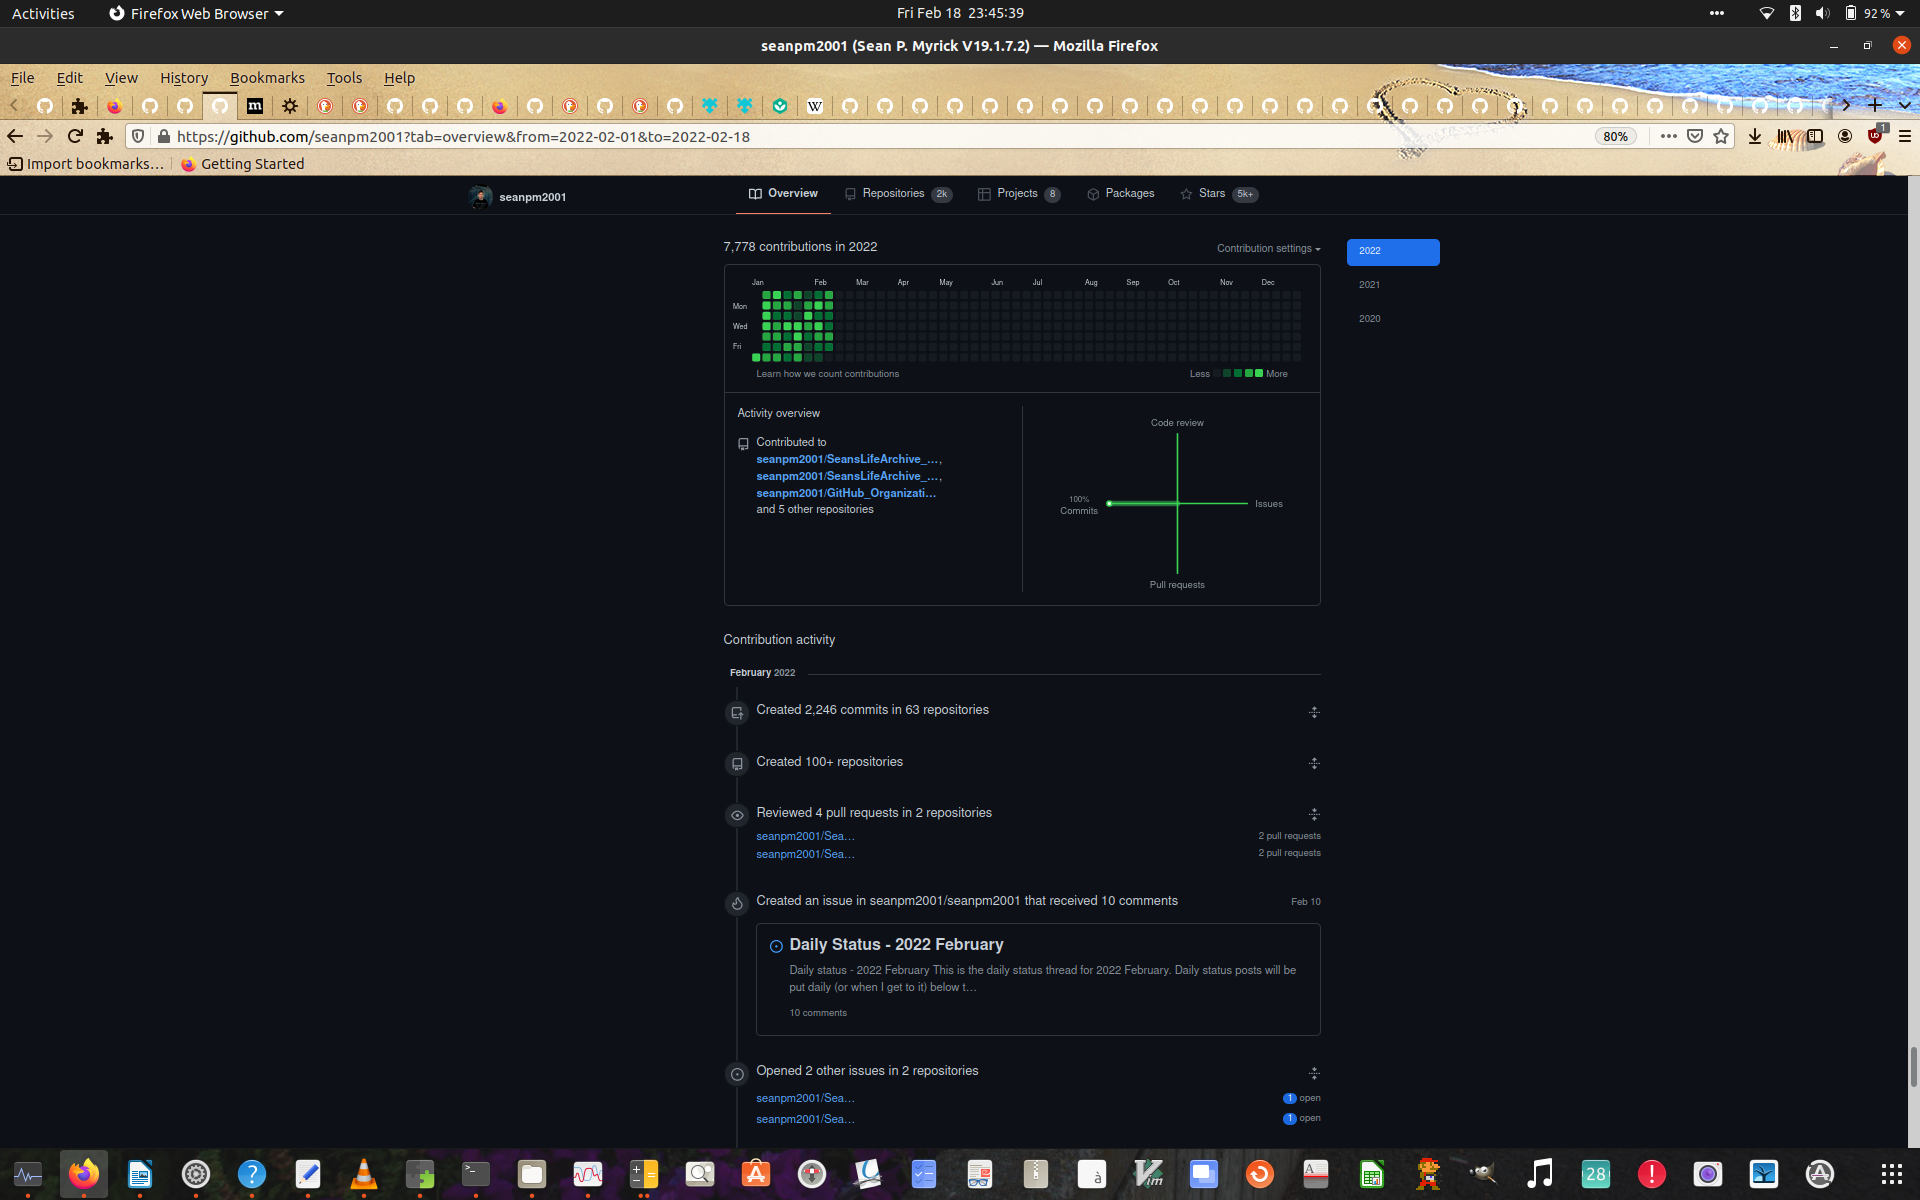 Activities
Firefox Web Browser
Fri Feb 18 23:45:39
92 %
seanpm2001 (Sean P. Myrick V19.1.7.2) — Mozilla Firefox
File Edit View History Bookmarks Tools Help
m
W
https://github.com/seanpm2001?tab=overview&from=2022-02-01&to=2022-02-18
80%
1
Import bookmarks…
Getting Started
seanpm2001
Overview
Repositories 2k
Projects 8
Packages
Stars 5k+
7,778 contributions in 2022
Contribution settings
2022
2021
2020
Jan Feb Mar Apr May Jun Jul Aug Sep Oct Nov Dec
Mon
Wed
Fri
Learn how we count contributions
Less More
Activity overview
Contributed to
seanpm2001/SeansLifeArchive_…,
seanpm2001/SeansLifeArchive_…,
seanpm2001/GitHub_Organizati…
and 5 other repositories
Code review
100%
Commits
Issues
Pull requests
Contribution activity
February 2022
Created 2,246 commits in 63 repositories
Created 100+ repositories
Reviewed 4 pull requests in 2 repositories
seanpm2001/Sea… 2 pull requests
seanpm2001/Sea… 2 pull requests
Created an issue in seanpm2001/seanpm2001 that received 10 comments Feb 10
Daily Status - 2022 February
Daily status - 2022 February This is the daily status thread for 2022 February. Daily status posts will be
put daily (or when I get to it) below t…
10 comments
Opened 2 other issues in 2 repositories
seanpm2001/Sea… 1 open
seanpm2001/Sea… 1 open
28